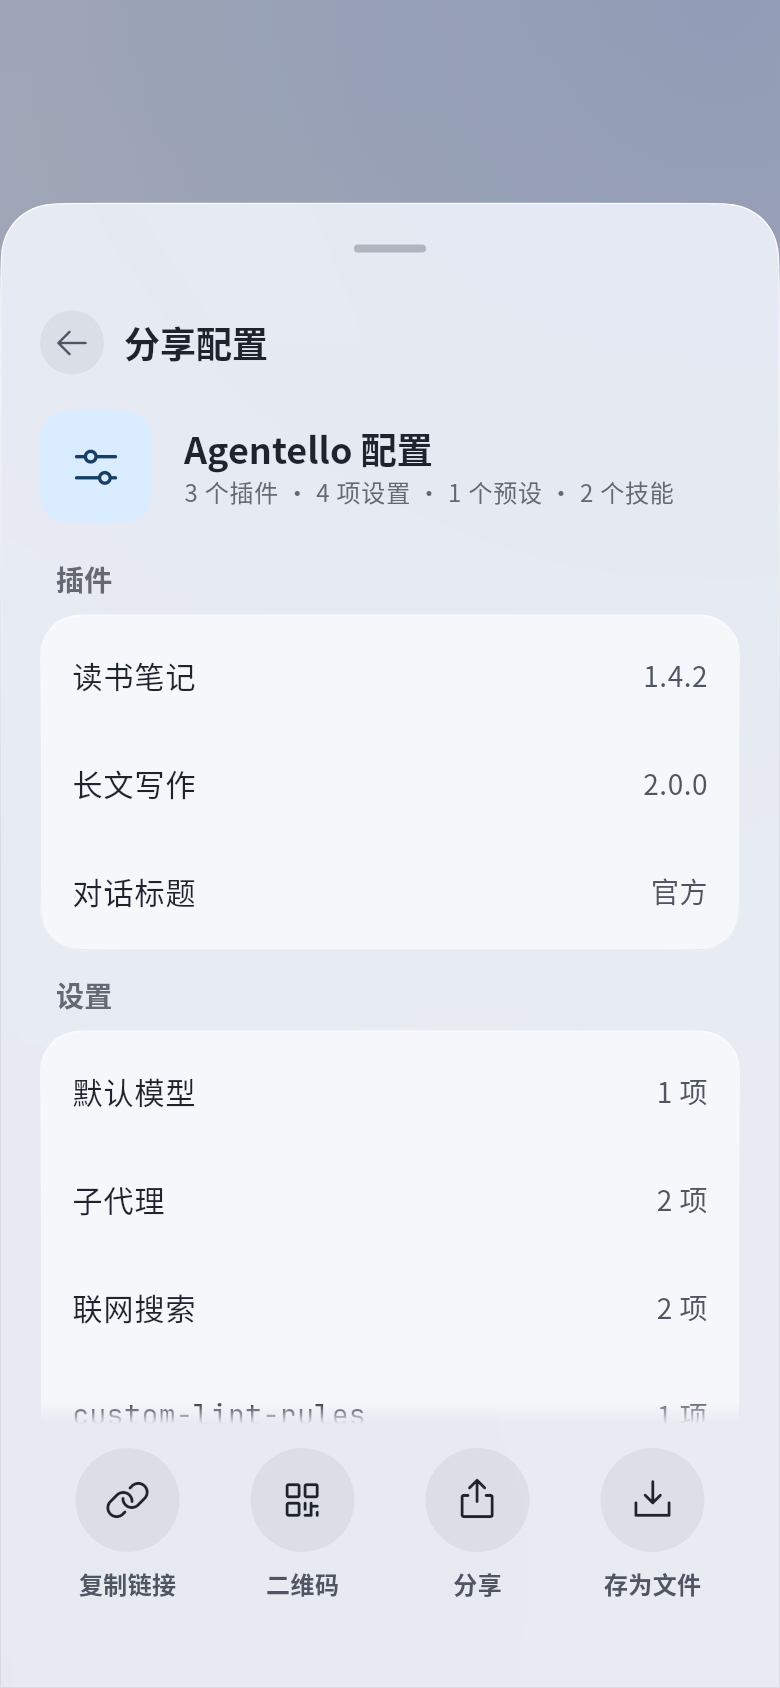 分享配置
Agentello 配置
3 个插件 • 4 项设置 • 1 个预设 • 2 个技能
插件
读书笔记 1.4.2
长文写作 2.0.0
对话标题 官方
设置
默认模型 1 项
子代理 2 项
联网搜索 2 项
custom-lint-rules 1 项
复制链接 二维码 分享 存为文件